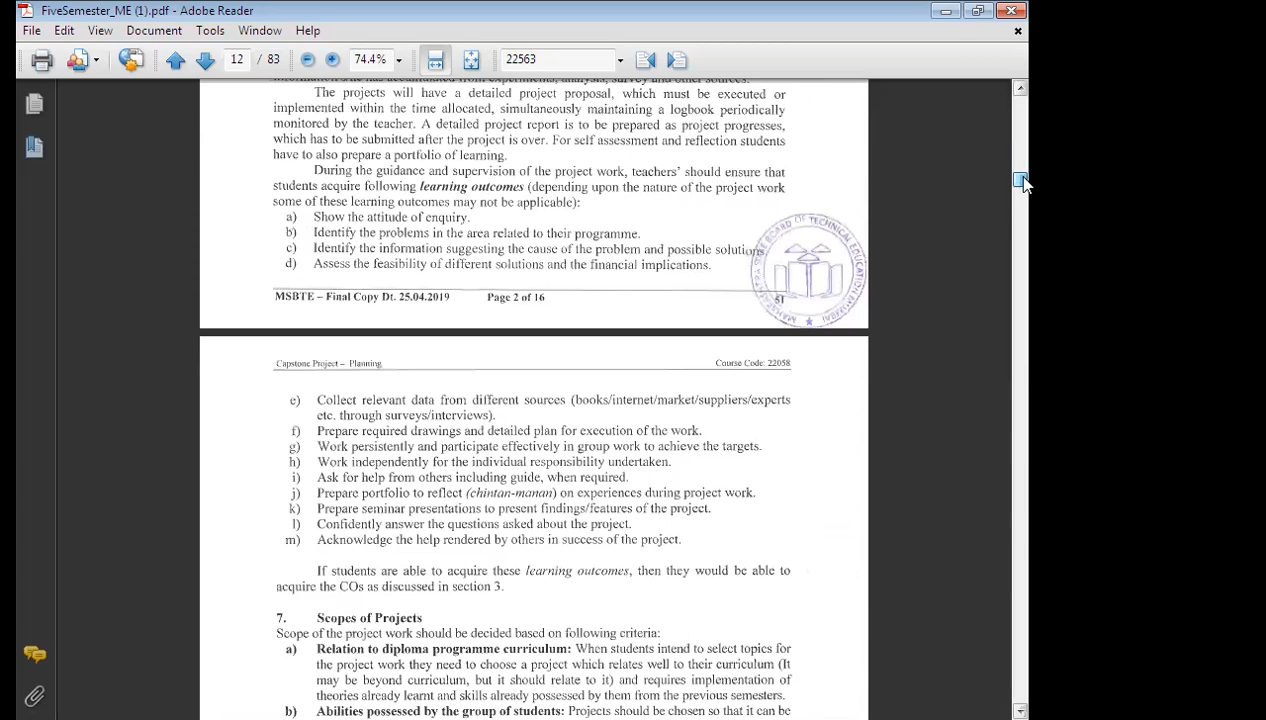 FiveSemester_ME (1).pdf - Adobe Reader
File Edit View Document Tools Window Help
12 / 83 74.4% 22563
The projects will have a detailed project proposal, which must be executed or
implemented within the time allocated, simultaneously maintaining a logbook periodically
monitored by the teacher. A detailed project report is to be prepared as project progresses,
which has to be submitted after the project is over. For self assessment and reflection students
have to also prepare a portfolio of learning.
During the guidance and supervision of the project work, teachers' should ensure that
students acquire following learning outcomes (depending upon the nature of the project work
some of these learning outcomes may not be applicable):
a) Show the attitude of enquiry.
b) Identify the problems in the area related to their programme.
c) Identify the information suggesting the cause of the problem and possible solutions
d) Assess the feasibility of different solutions and the financial implications.
BOARD OF TECHNICAL EDUCATION
MSBTE – Final Copy Dt. 25.04.2019 Page 2 of 16 51
Capstone Project – Planning Course Code: 22058
e) Collect relevant data from different sources (books/internet/market/suppliers/experts
etc. through surveys/interviews).
f) Prepare required drawings and detailed plan for execution of the work.
g) Work persistently and participate effectively in group work to achieve the targets.
h) Work independently for the individual responsibility undertaken.
i) Ask for help from others including guide, when required.
j) Prepare portfolio to reflect (chintan-manan) on experiences during project work.
k) Prepare seminar presentations to present findings/features of the project.
l) Confidently answer the questions asked about the project.
m) Acknowledge the help rendered by others in success of the project.
If students are able to acquire these learning outcomes, then they would be able to
acquire the COs as discussed in section 3.
7. Scopes of Projects
Scope of the project work should be decided based on following criteria:
a) Relation to diploma programme curriculum: When students intend to select topics for
the project work they need to choose a project which relates well to their curriculum (It
may be beyond curriculum, but it should relate to it) and requires implementation of
theories already learnt and skills already possessed by them from the previous semesters.
b) Abilities possessed by the group of students: Projects should be chosen so that it can be